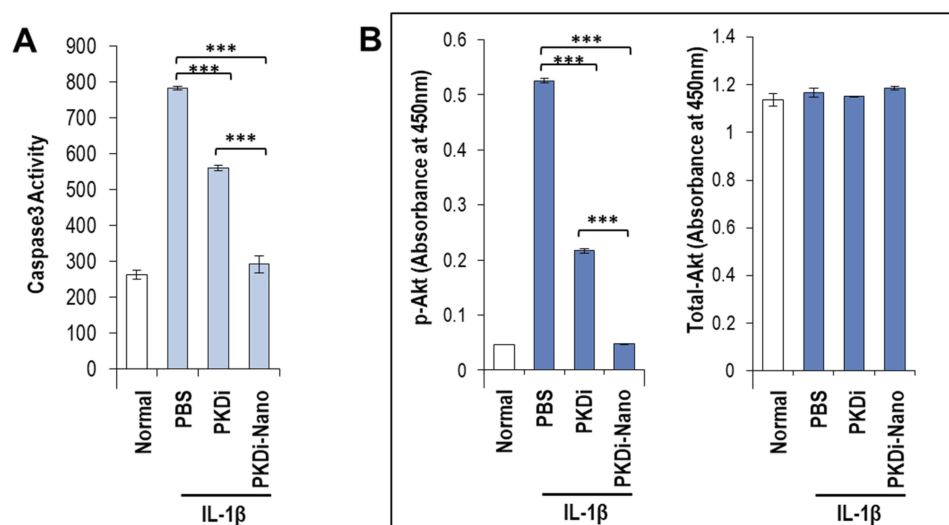 A
Caspase3 Activity
900
800
700
600
500
400
300
200
100
0
***
***
***
Normal
PBS
PKDi
PKDi-Nano
IL-1β
B
p-Akt (Absorbance at 450nm)
0.6
0.5
0.4
0.3
0.2
0.1
0
***
***
***
Normal
PBS
PKDi
PKDi-Nano
IL-1β
Total-Akt (Absorbance at 450nm)
1.4
1.2
1
0.8
0.6
0.4
0.2
0
Normal
PBS
PKDi
PKDi-Nano
IL-1β